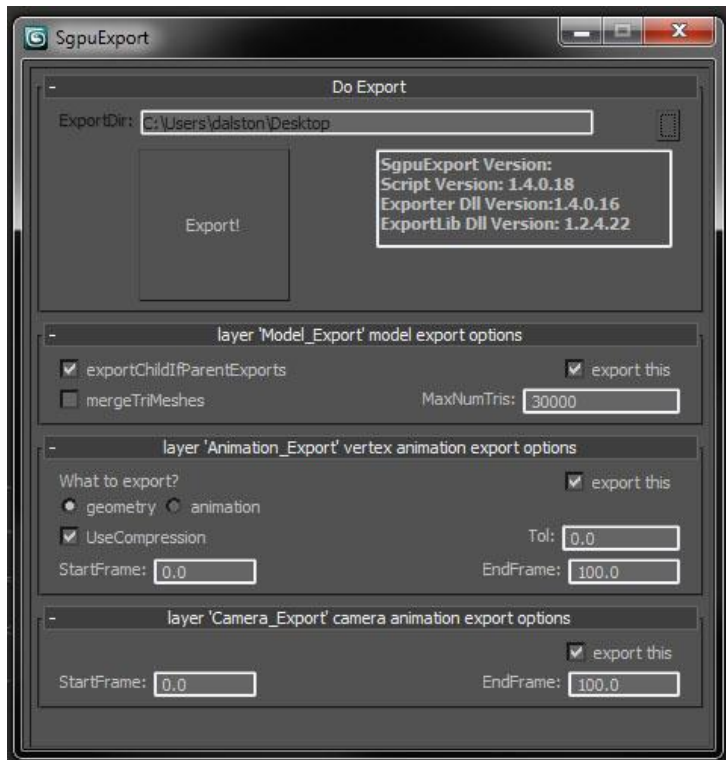 SgpuExport
- Do Export
ExportDir: C:\Users\dalston\Desktop
Export!
SgpuExport Version:
Script Version: 1.4.0.18
Exporter Dll Version:1.4.0.16
ExportLib Dll Version: 1.2.4.22
- layer 'Model_Export' model export options
exportChildIfParentExports export this
mergeTriMeshes MaxNumTris: 30000
- layer 'Animation_Export' vertex animation export options
What to export? export this
geometry animation
UseCompression Tol: 0.0
StartFrame: 0.0 EndFrame: 100.0
- layer 'Camera_Export' camera animation export options
export this
StartFrame: 0.0 EndFrame: 100.0